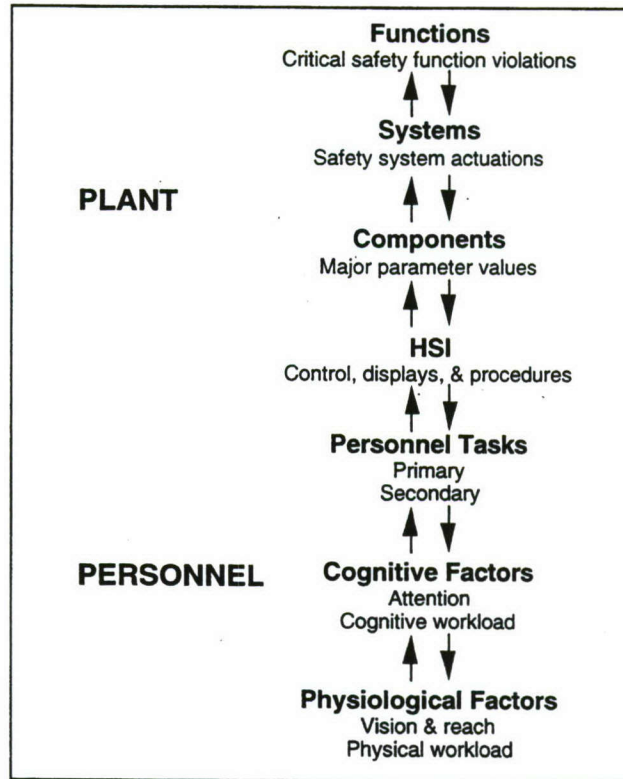 Functions
Critical safety function violations
Systems
Safety system actuations
PLANT
Components
Major parameter values
HSI
Control, displays, & procedures
Personnel Tasks
Primary
Secondary
PERSONNEL
Cognitive Factors
Attention
Cognitive workload
Physiological Factors
Vision & reach
Physical workload